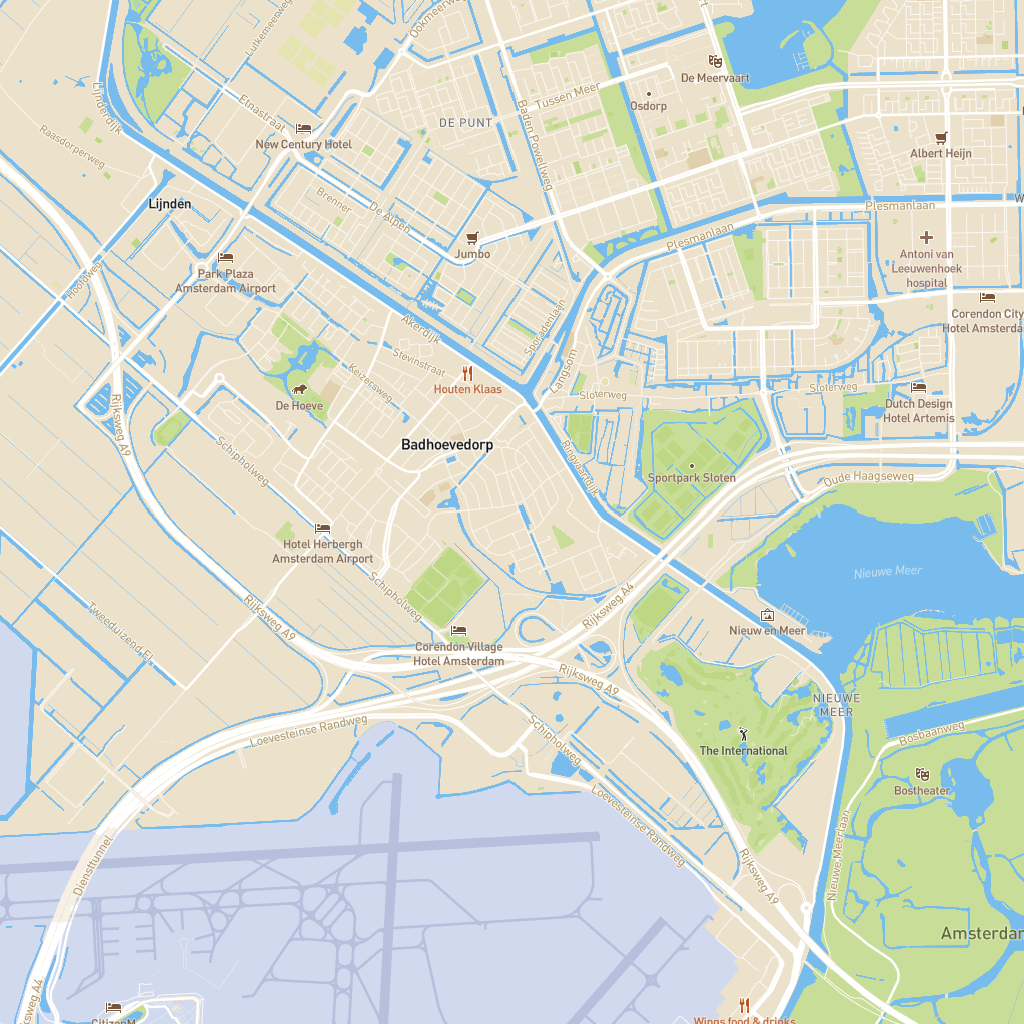 Lutkemeerweg
Ookmeerweg
De Meervaart
Osdorp
Tussen Meer
Baden Powellweg
DE PUNT
Lijnderdijk
Etnastraat
New Century Hotel
Raasdorperweg
Albert Heijn
Lijnden
Brenner
De Alpen
Plesmanlaan
Plesmanlaan
Jumbo
Antoni van
Leeuwenhoek
hospital
Park Plaza
Amsterdam Airport
Hoofdweg
Sporadenlaan
Corendon City
Hotel Amsterda
Akerdijk
Stevinstraat
Keizersweg
Langsom
Houten Klaas
De Hoeve
Sloterweg
Sloterweg
Dutch Design
Hotel Artemis
Rijksweg A9
Badhoevedorp
Schipholweg
Ringvaartdijk
Sportpark Sloten
Oude Haagseweg
Hotel Herbergh
Amsterdam Airport
Nieuwe Meer
Schipholweg
Rijksweg A4
Tweeduizend El
Rijksweg A9
Nieuw en Meer
Corendon Village
Hotel Amsterdam
Rijksweg A9
NIEUWE
MEER
Loevesteinse Randweg
Schipholweg
The International
Bosbaanweg
Bostheater
Loevesteinse Randweg
Diensttunnel
Rijksweg A9
Nieuwe Meerlaan
Amsterdam
ksweg A4
CitizenM
Wings food & drinks